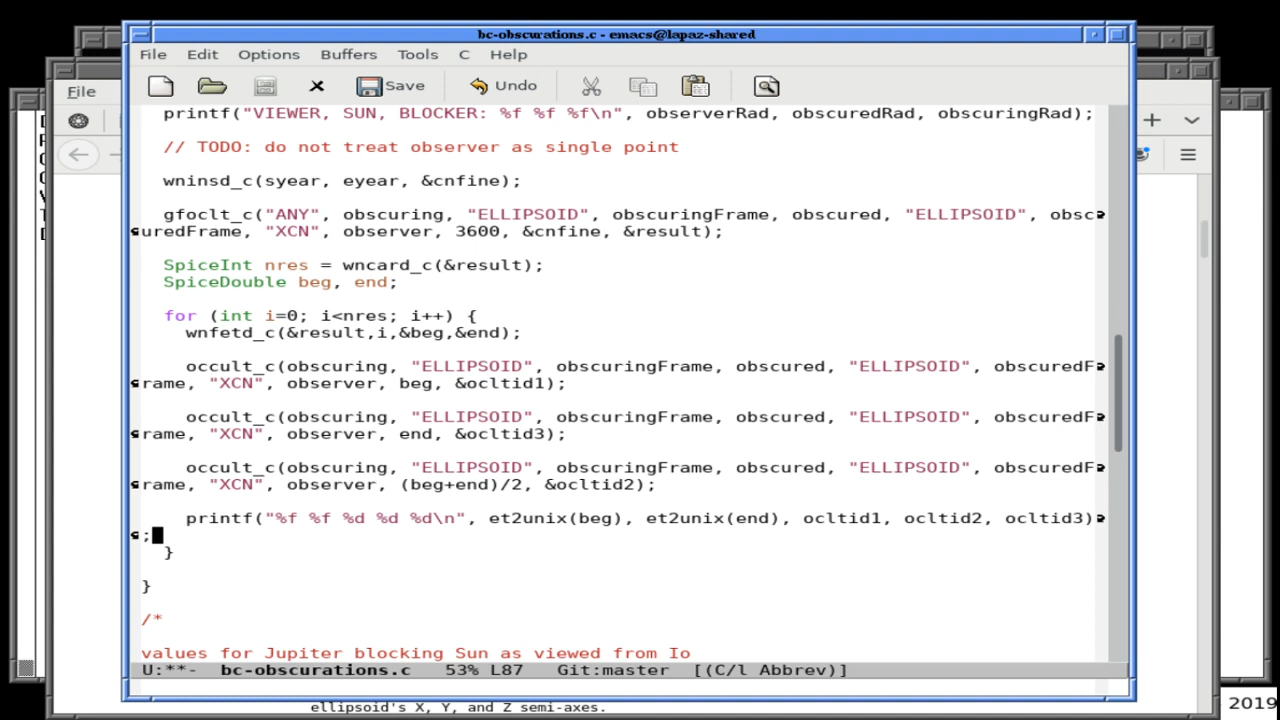 bc-obscurations.c - emacs@lapaz-shared
File Edit Options Buffers Tools C Help
File
Save Undo
printf("VIEWER, SUN, BLOCKER: %f %f %f\n", observerRad, obscuredRad, obscuringRad);
// TODO: do not treat observer as single point
wninsd_c(syear, eyear, &cnfine);
gfoclt_c("ANY", obscuring, "ELLIPSOID", obscuringFrame, obscured, "ELLIPSOID", obsc
uredFrame, "XCN", observer, 3600, &cnfine, &result);
SpiceInt nres = wncard_c(&result);
SpiceDouble beg, end;
for (int i=0; i<nres; i++) {
wnfetd_c(&result,i,&beg,&end);
occult_c(obscuring, "ELLIPSOID", obscuringFrame, obscured, "ELLIPSOID", obscuredF
rame, "XCN", observer, beg, &ocltid1);
occult_c(obscuring, "ELLIPSOID", obscuringFrame, obscured, "ELLIPSOID", obscuredF
rame, "XCN", observer, end, &ocltid3);
occult_c(obscuring, "ELLIPSOID", obscuringFrame, obscured, "ELLIPSOID", obscuredF
rame, "XCN", observer, (beg+end)/2, &ocltid2);
printf("%f %f %d %d %d\n", et2unix(beg), et2unix(end), ocltid1, ocltid2, ocltid3)
;
}
}
/*
values for Jupiter blocking Sun as viewed from Io
U:**- bc-obscurations.c 53% L87 Git:master [(C/l Abbrev)]
ellipsoid's X, Y, and Z semi-axes.
2019